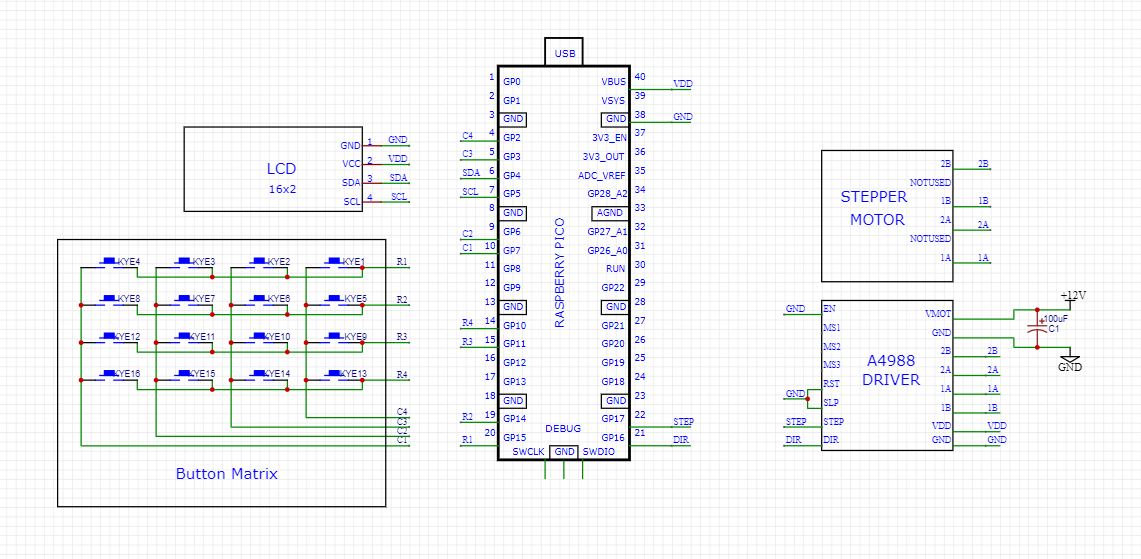 USB
1 GP0 VBUS 40 VDD
2 GP1 VSYS 39
3 GND GND 38 GND
C4 4 GP2 3V3_EN 37
C3 5 GP3 3V3_OUT 36
SDA 6 GP4 ADC_VREF 35
SCL 7 GP5 GP28_A2 34
8 GND AGND 33
C2 9 GP6 GP27_A1 32
C1 10 GP7 GP26_A0 31
11 GP8 RUN 30
12 GP9 GP22 29
13 GND GND 28
R4 14 GP10 GP21 27
R3 15 GP11 GP20 26
16 GP12 GP19 25
17 GP13 GP18 24
18 GND GND 23
R2 19 GP14 GP17 22 STEP
R1 20 GP15 GP16 21 DIR
DEBUG
SWCLK GND SWDIO
RASPBERRY PICO
LCD
16x2
GND 1 GND
VCC 2 VDD
SDA 3 SDA
SCL 4 SCL
KYE4 KYE3 KYE2 KYE1 R1
KYE8 KYE7 KYE6 KYE5 R2
KYE12 KYE11 KYE10 KYE9 R3
KYE16 KYE15 KYE14 KYE13 R4
C4
C3
C2
C1
Button Matrix
STEPPER
MOTOR
2B 2B
NOTUSED
1B 1B
2A 2A
NOTUSED
1A 1A
A4988
DRIVER
GND EN
MS1
MS2
MS3
RST
GND SLP
STEP STEP
DIR DIR
VMOT
GND
2B 2B
2A 2A
1A 1A
1B 1B
VDD VDD
GND GND
+12V
+
100uF
C1
GND